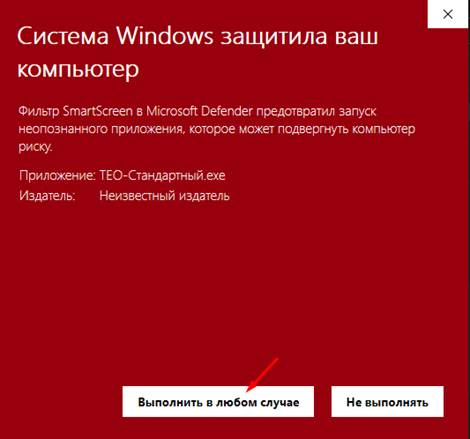 Система Windows защитила ваш
компьютер
Фильтр SmartScreen в Microsoft Defender предотвратил запуск
неопознанного приложения, которое может подвергнуть компьютер
риску.
Приложение: ТЕО-Стандартный.exe
Издатель: Неизвестный издатель
Выполнить в любом случае Не выполнять